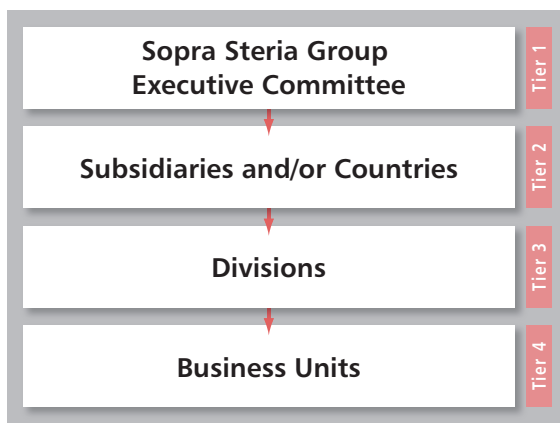 Sopra Steria Group
Executive Committee
Tier 1
Subsidiaries and/or Countries
Tier 2
Divisions
Tier 3
Business Units
Tier 4